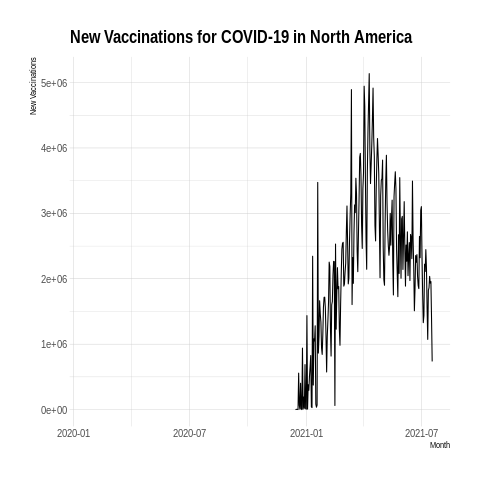 New Vaccinations for COVID-19 in North America
New Vaccinations
5e+06
4e+06
3e+06
2e+06
1e+06
0e+00
2020-01 2020-07 2021-01 2021-07
Month